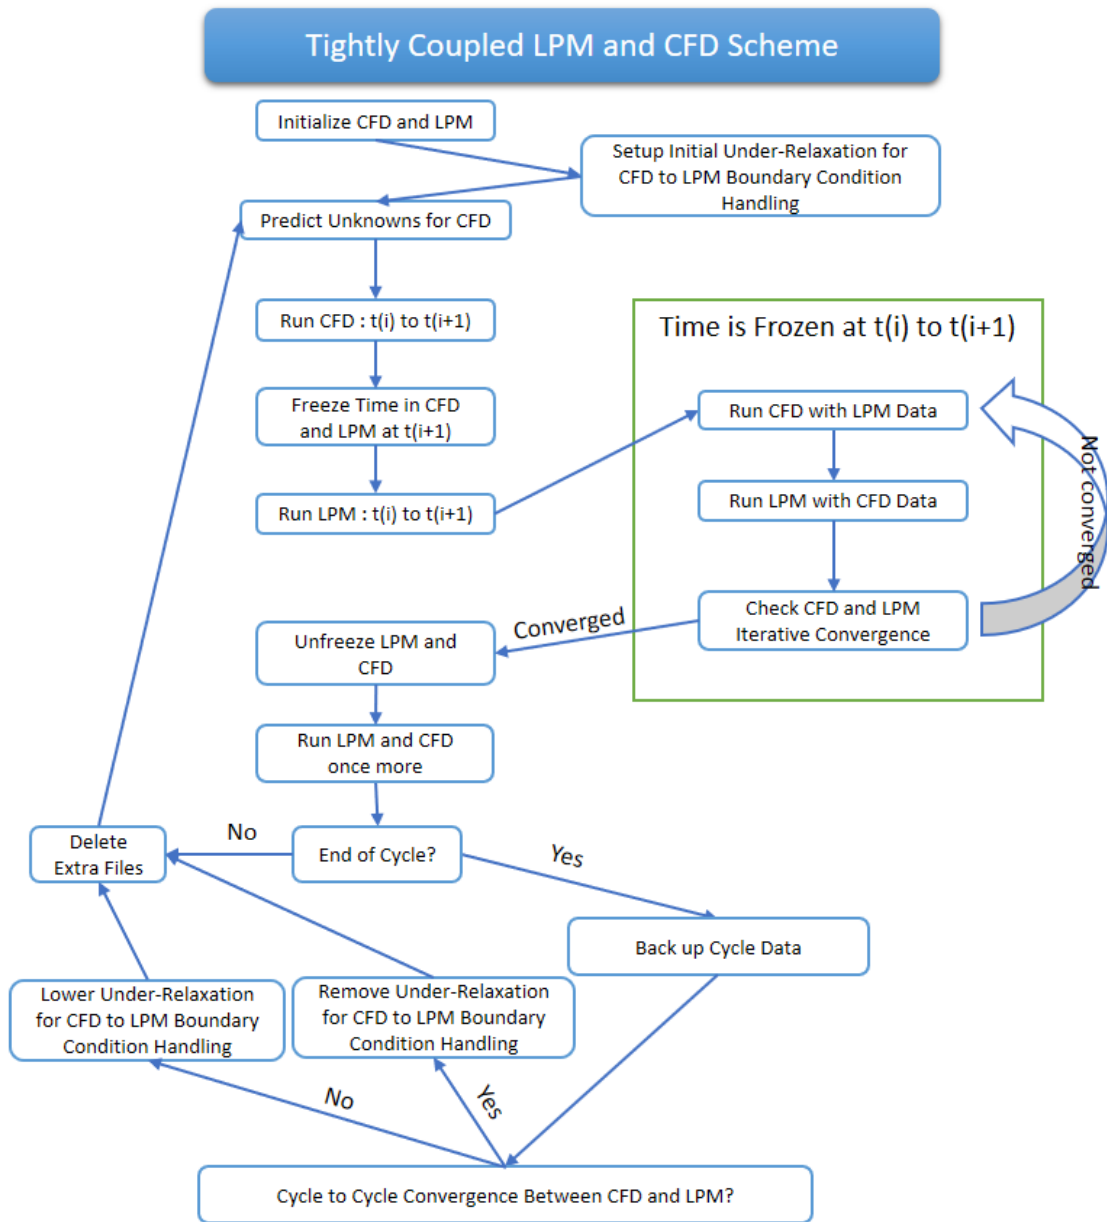 Tightly Coupled LPM and CFD Scheme
Initialize CFD and LPM
Setup Initial Under-Relaxation for
CFD to LPM Boundary Condition
Handling
Predict Unknowns for CFD
Run CFD : t(i) to t(i+1)
Freeze Time in CFD
and LPM at t(i+1)
Run LPM : t(i) to t(i+1)
Time is Frozen at t(i) to t(i+1)
Run CFD with LPM Data
Run LPM with CFD Data
Check CFD and LPM
Iterative Convergence
Not converged
Converged
Unfreeze LPM and
CFD
Run LPM and CFD
once more
End of Cycle?
No
Yes
Delete
Extra Files
Back up Cycle Data
Lower Under-Relaxation
for CFD to LPM Boundary
Condition Handling
Remove Under-Relaxation
for CFD to LPM Boundary
Condition Handling
No
Yes
Cycle to Cycle Convergence Between CFD and LPM?